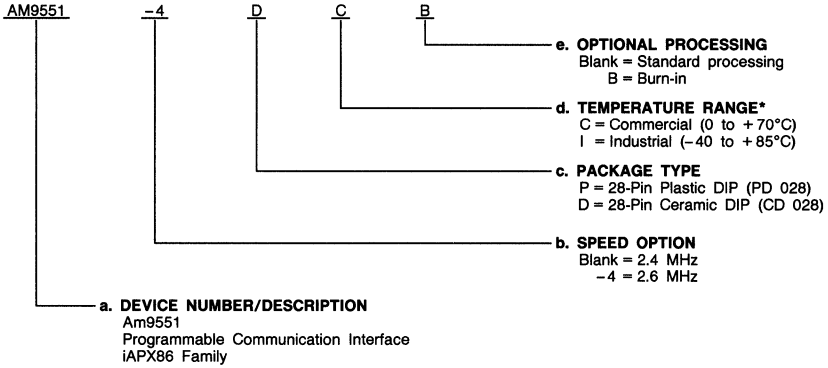 AM9551 -4 D C B
e. OPTIONAL PROCESSING
Blank = Standard processing
B = Burn-in
d. TEMPERATURE RANGE*
C = Commercial (0 to +70°C)
I = Industrial (-40 to +85°C)
c. PACKAGE TYPE
P = 28-Pin Plastic DIP (PD 028)
D = 28-Pin Ceramic DIP (CD 028)
b. SPEED OPTION
Blank = 2.4 MHz
-4 = 2.6 MHz
a. DEVICE NUMBER/DESCRIPTION
Am9551
Programmable Communication Interface
iAPX86 Family